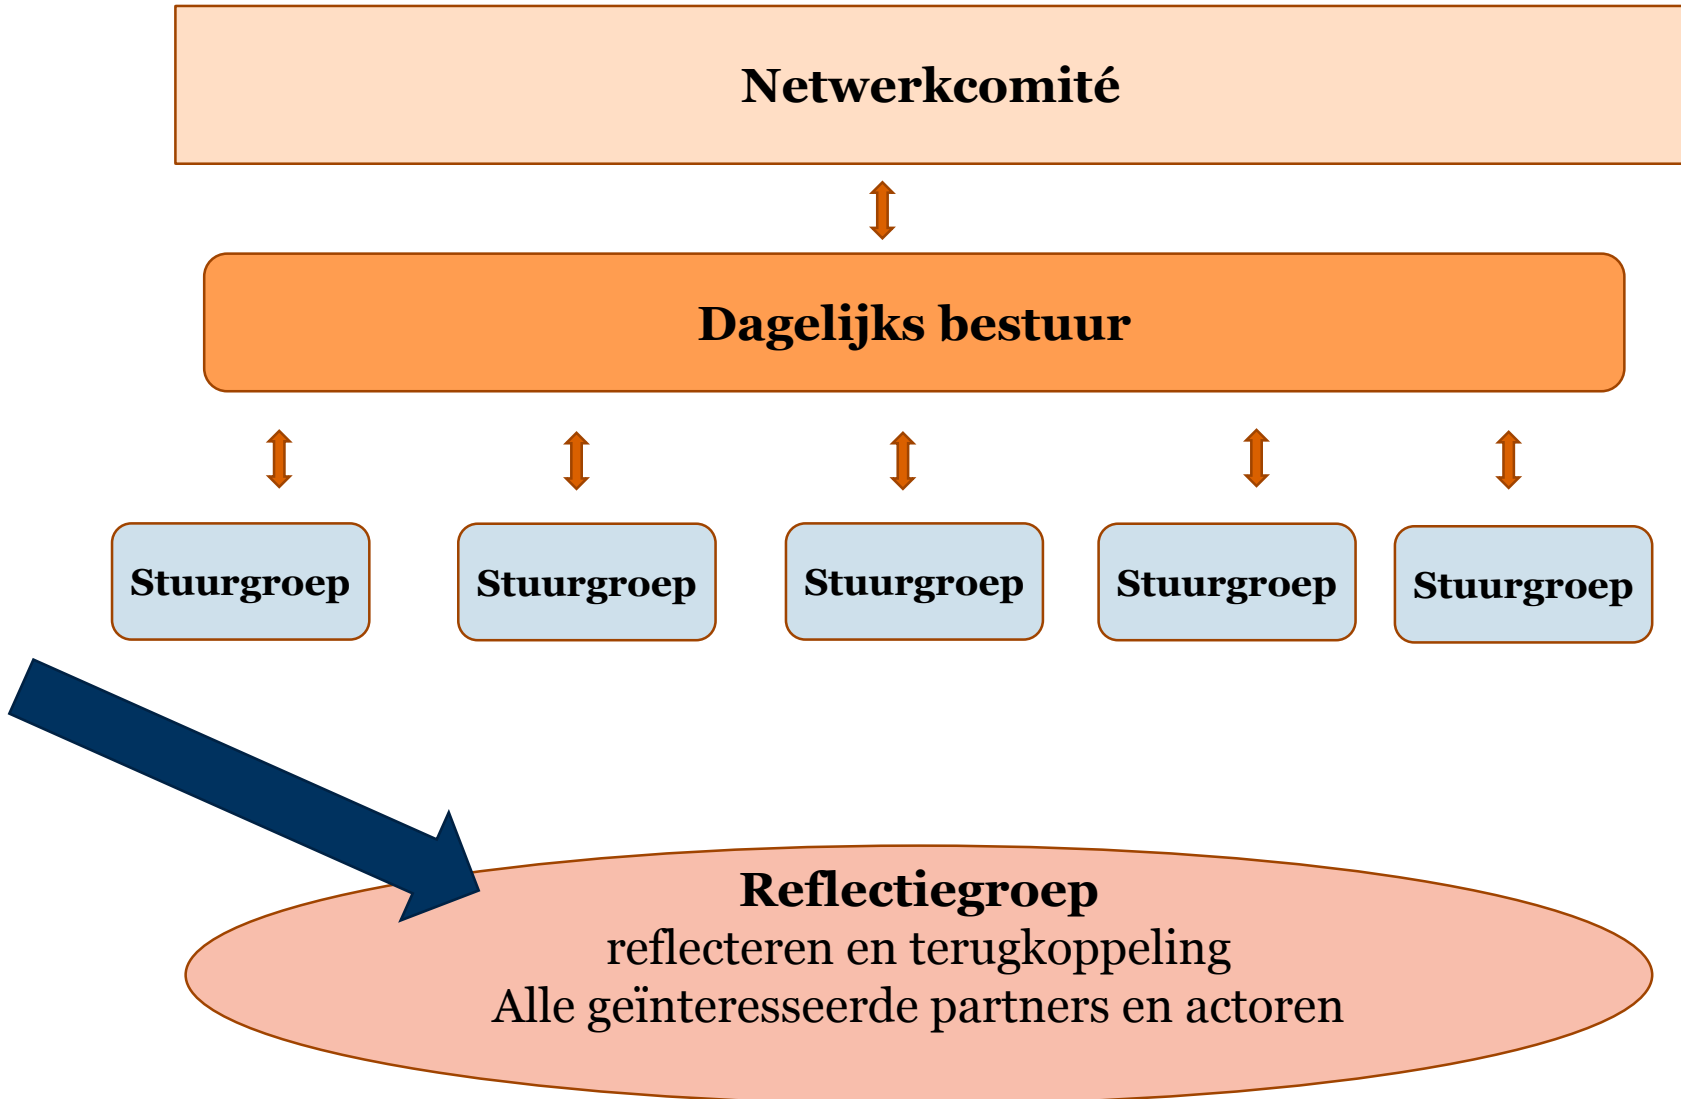 Netwerkcomité
Dagelijks bestuur
Stuurgroep
Stuurgroep
Stuurgroep
Stuurgroep
Stuurgroep
Reflectiegroep
reflecteren en terugkoppeling
Alle geïnteresseerde partners en actoren